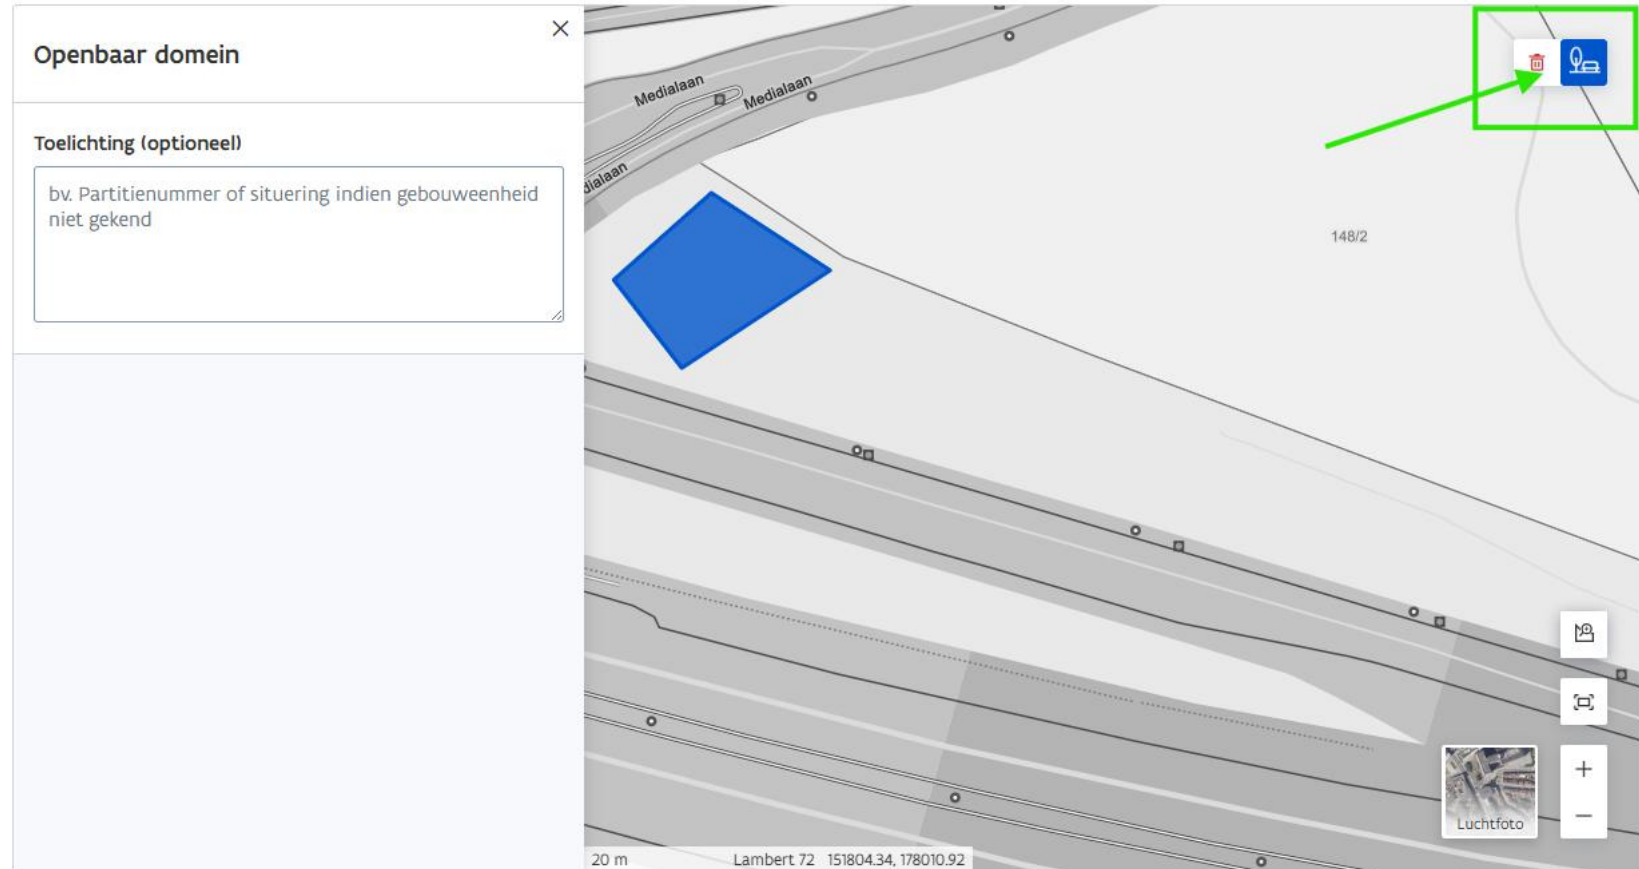 Openbaar domein
Toelichting (optioneel)
bv. Partitienummer of situering indien gebouweenheid
niet gekend
Medialaan
Medialaan
dialaan
148/2
Luchtfoto
20 m
Lambert 72 151804.34, 178010.92